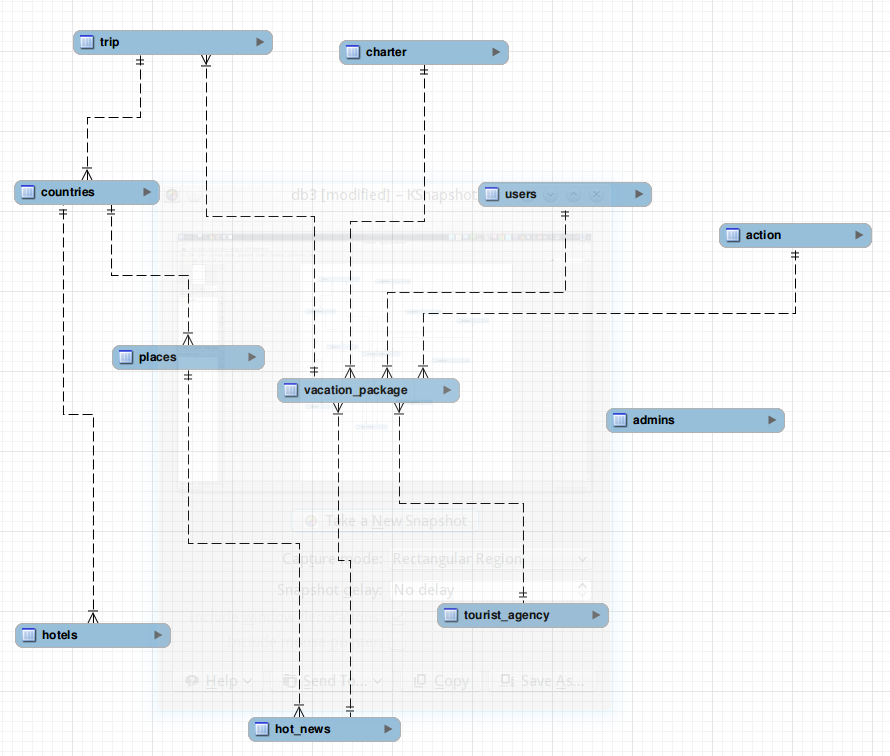 trip
charter
countries
db3 [modified] – KSnapshot
users
action
places
vacation_package
admins
Take a New Snapshot
Capture mode: Rectangular Region
Snapshot delay: No delay
tourist_agency
hotels
Help
Send To...
Copy
Save As...
hot_news